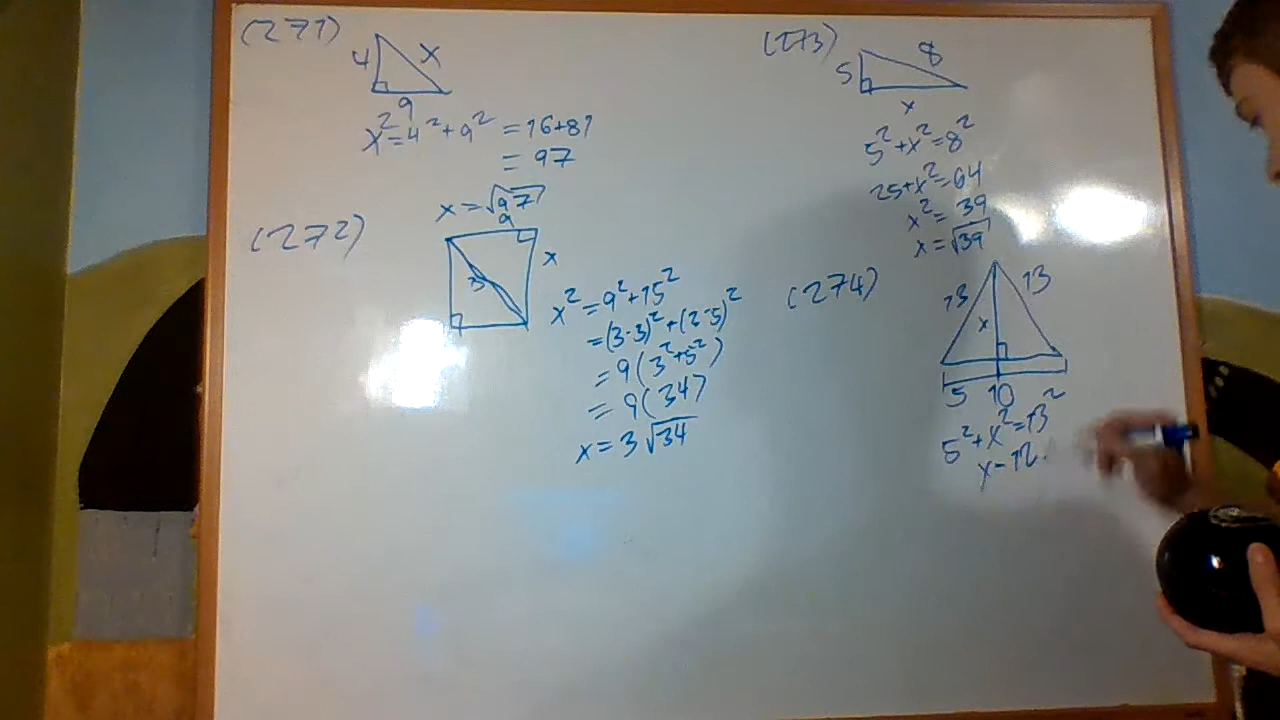 (271)
4
x
9
x²=4²+9² = 16+81
= 97
x = √97
(272)
9
x
x²=9²+15²
=(3·3)²+(3·5)²
= 9(3²+5²)
= 9(34)
x = 3√34
(273)
5
8
x
5²+x²=8²
25+x²=64
x²= 39
x = √39
(274)
13
13
x
5
10
5²+x²=13²
x=12.